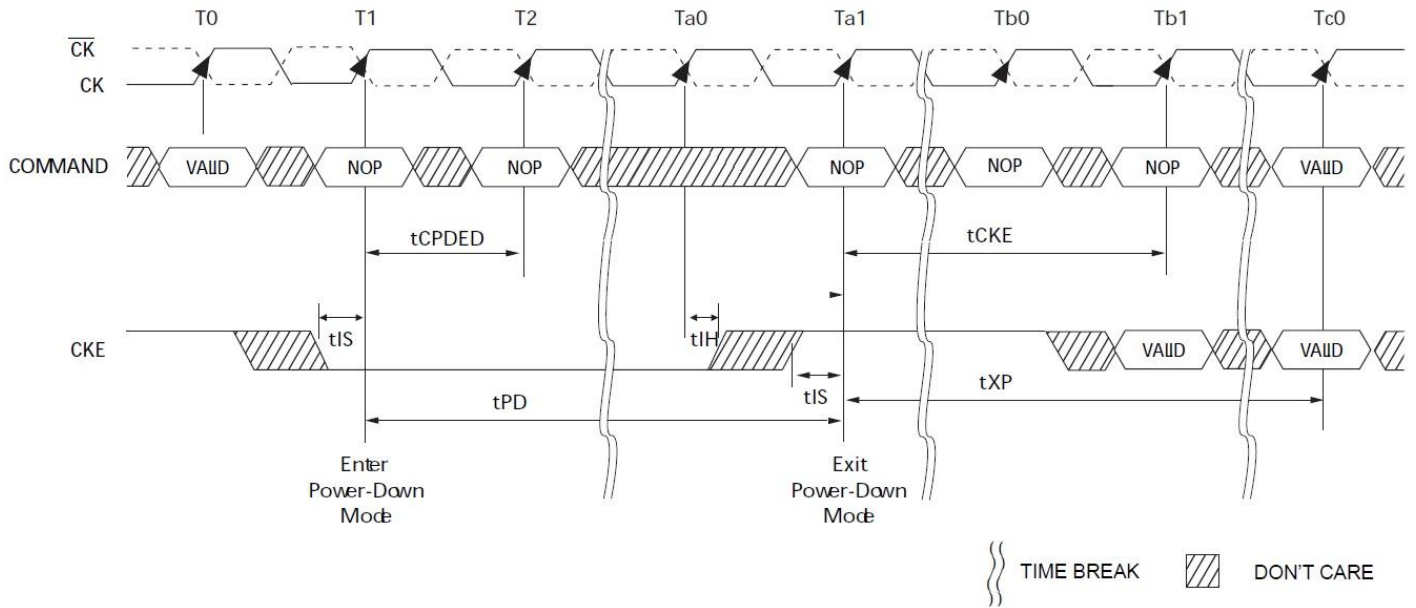 T0 T1 T2 Ta0 Ta1 Tb0 Tb1 Tc0
CK
CK
COMMAND VALID NOP NOP NOP NOP NOP VALID
tCPDED tCKE
tIS tIH
CKE VALID VALID
tIS
tPD tXP
Enter
Power-Down
Mode
Exit
Power-Down
Mode
TIME BREAK DON'T CARE